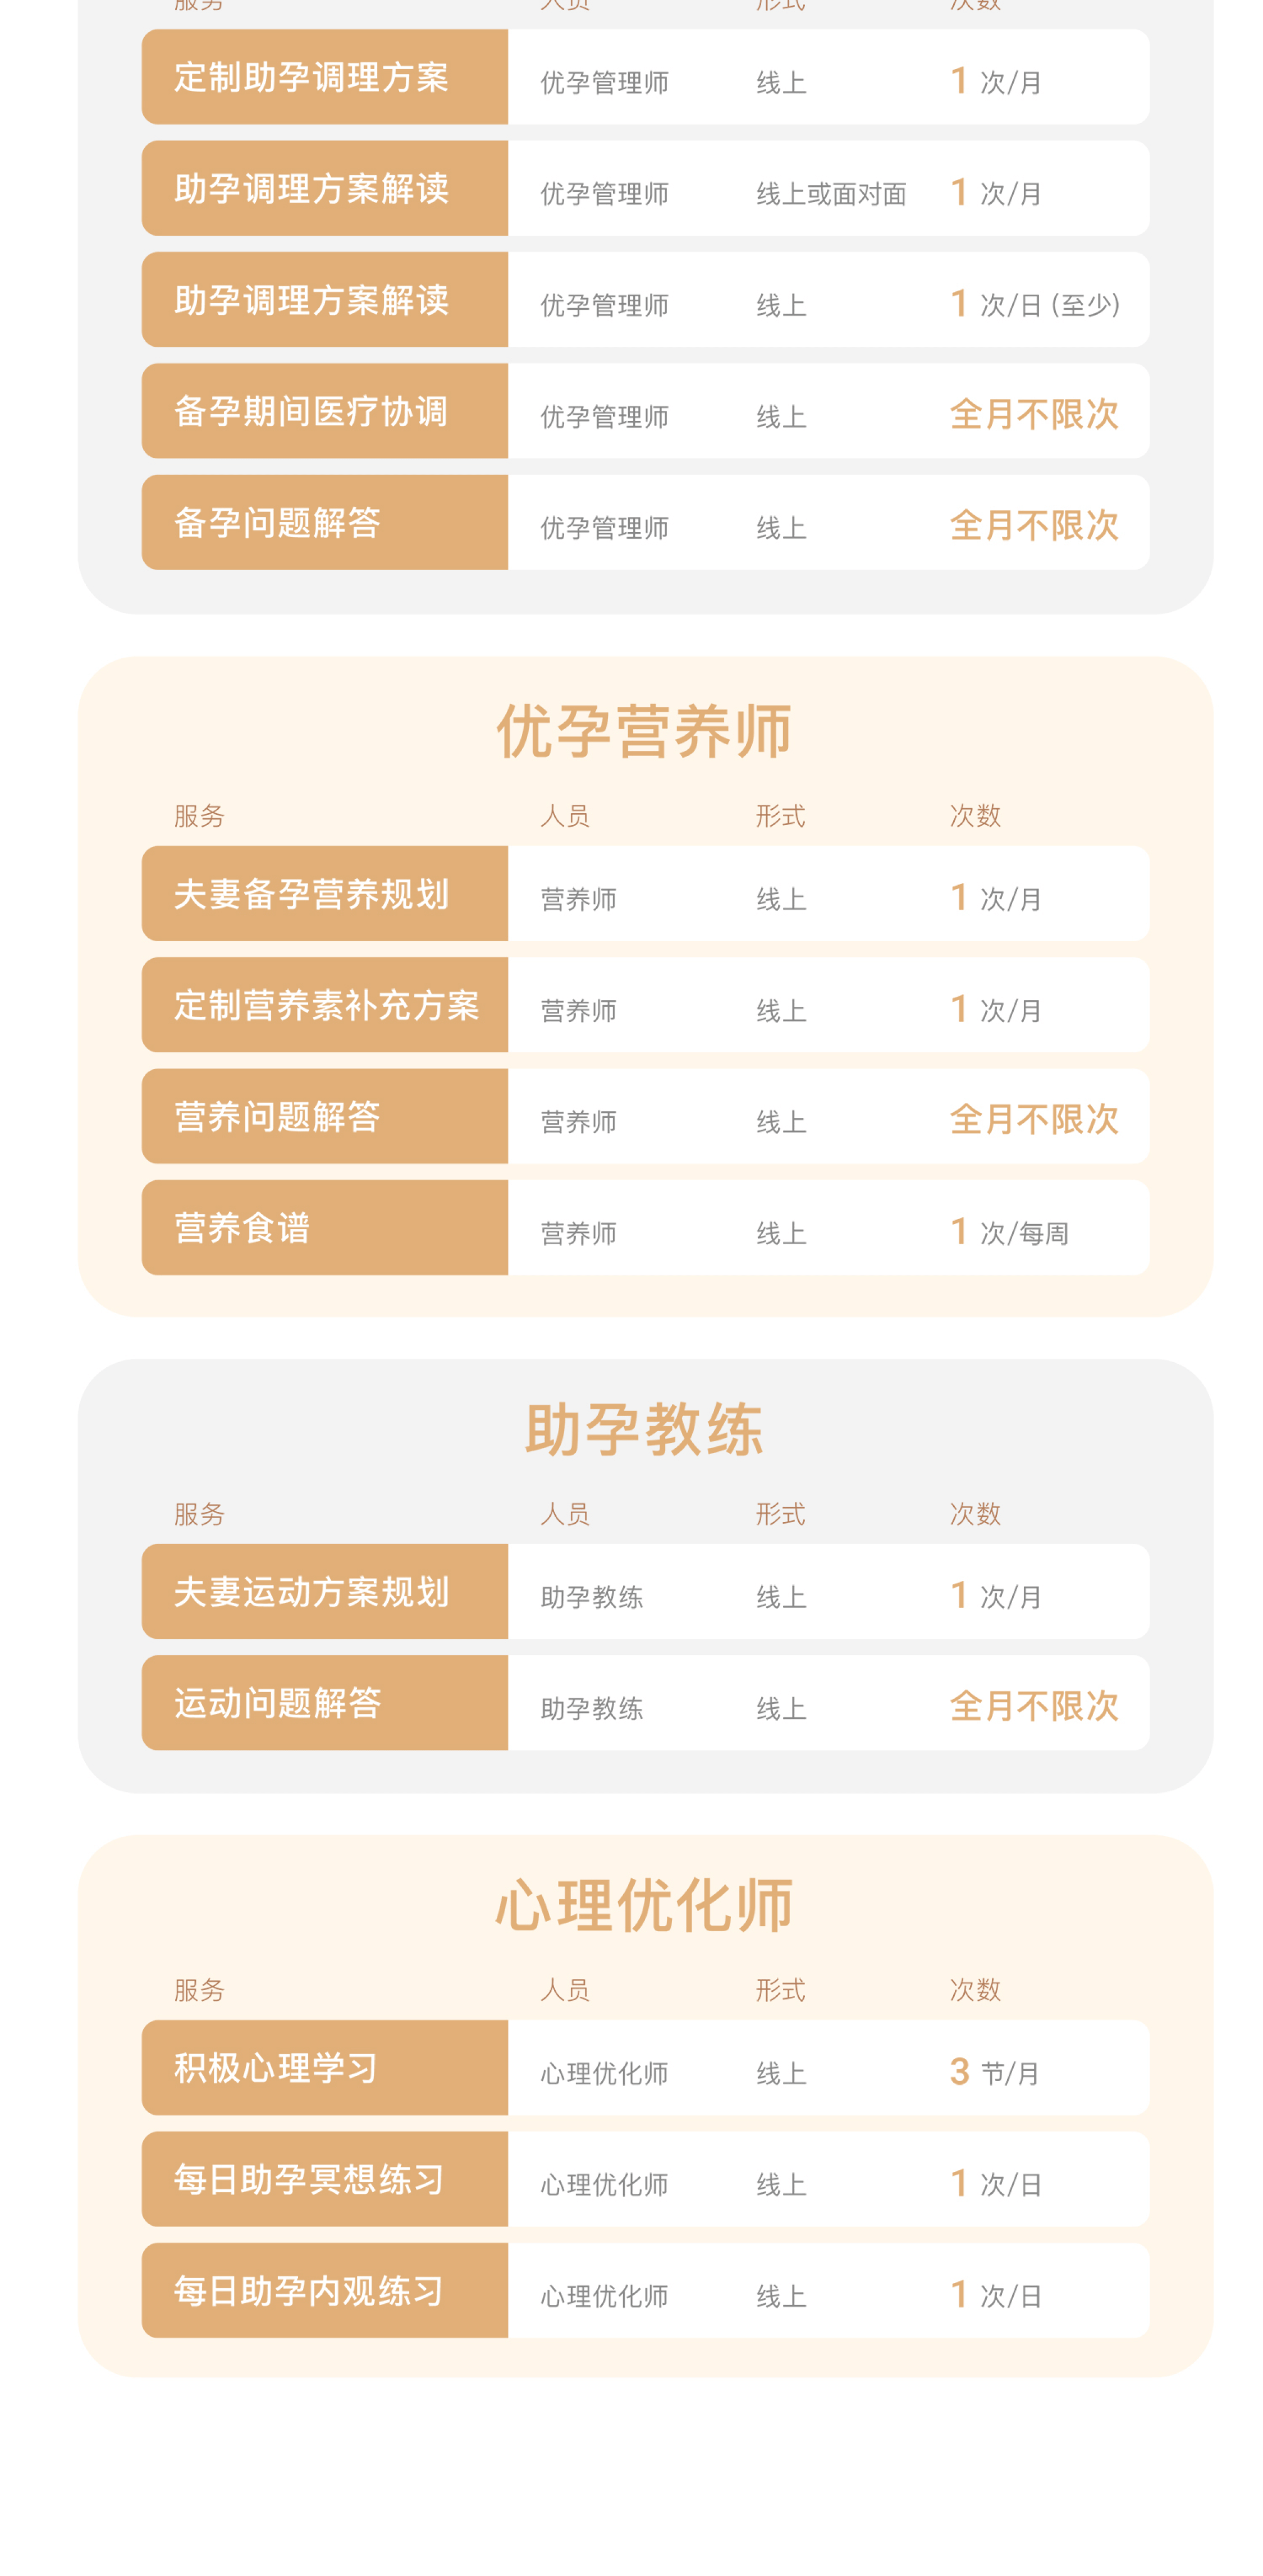 服务 人员 形式 次数
定制助孕调理方案 优孕管理师 线上 1 次/月
助孕调理方案解读 优孕管理师 线上或面对面 1 次/月
助孕调理方案解读 优孕管理师 线上 1 次/日 (至少)
备孕期间医疗协调 优孕管理师 线上 全月不限次
备孕问题解答 优孕管理师 线上 全月不限次
优孕营养师
服务 人员 形式 次数
夫妻备孕营养规划 营养师 线上 1 次/月
定制营养素补充方案 营养师 线上 1 次/月
营养问题解答 营养师 线上 全月不限次
营养食谱 营养师 线上 1 次/每周
助孕教练
服务 人员 形式 次数
夫妻运动方案规划 助孕教练 线上 1 次/月
运动问题解答 助孕教练 线上 全月不限次
心理优化师
服务 人员 形式 次数
积极心理学习 心理优化师 线上 3 节/月
每日助孕冥想练习 心理优化师 线上 1 次/日
每日助孕内观练习 心理优化师 线上 1 次/日